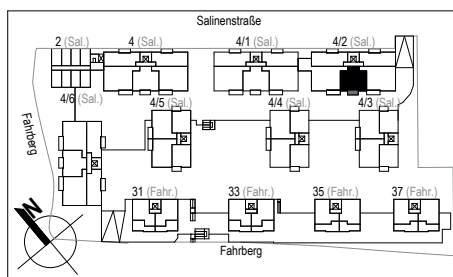 Salinenstraße
2 (Sal.) 4 (Sal.) 4/1 (Sal.) 4/2 (Sal.)
4/6 (Sal.) 4/5 (Sal.) 4/4 (Sal.) 4/3 (Sal.)
Fahrberg
31 (Fahr.) 33 (Fahr.) 35 (Fahr.) 37 (Fahr.)
N
Fahrberg